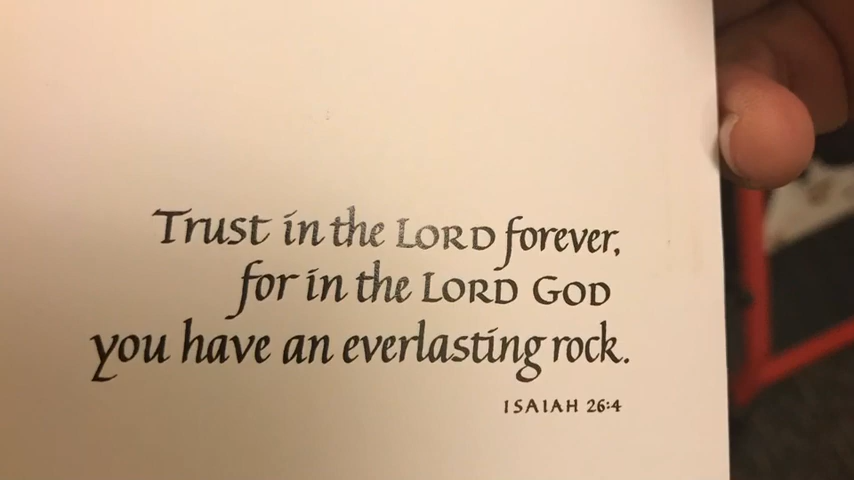 Trust in the LORD forever,
for in the LORD GOD
you have an everlasting rock.
ISAIAH 26:4